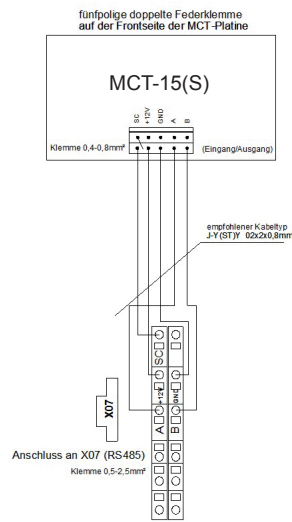 fünfpolige doppelte Federklemme
auf der Frontseite der MCT-Platine
MCT-15(S)
SC
+12V
GND
A
B
Klemme 0,4-0,8mm²
(Eingang/Ausgang)
empfohlener Kabeltyp
J-Y(ST)Y 02x2x0,8mm
SC
+12V
GND
A
B
X07
Anschluss an X07 (RS485)
Klemme 0,5-2,5mm²